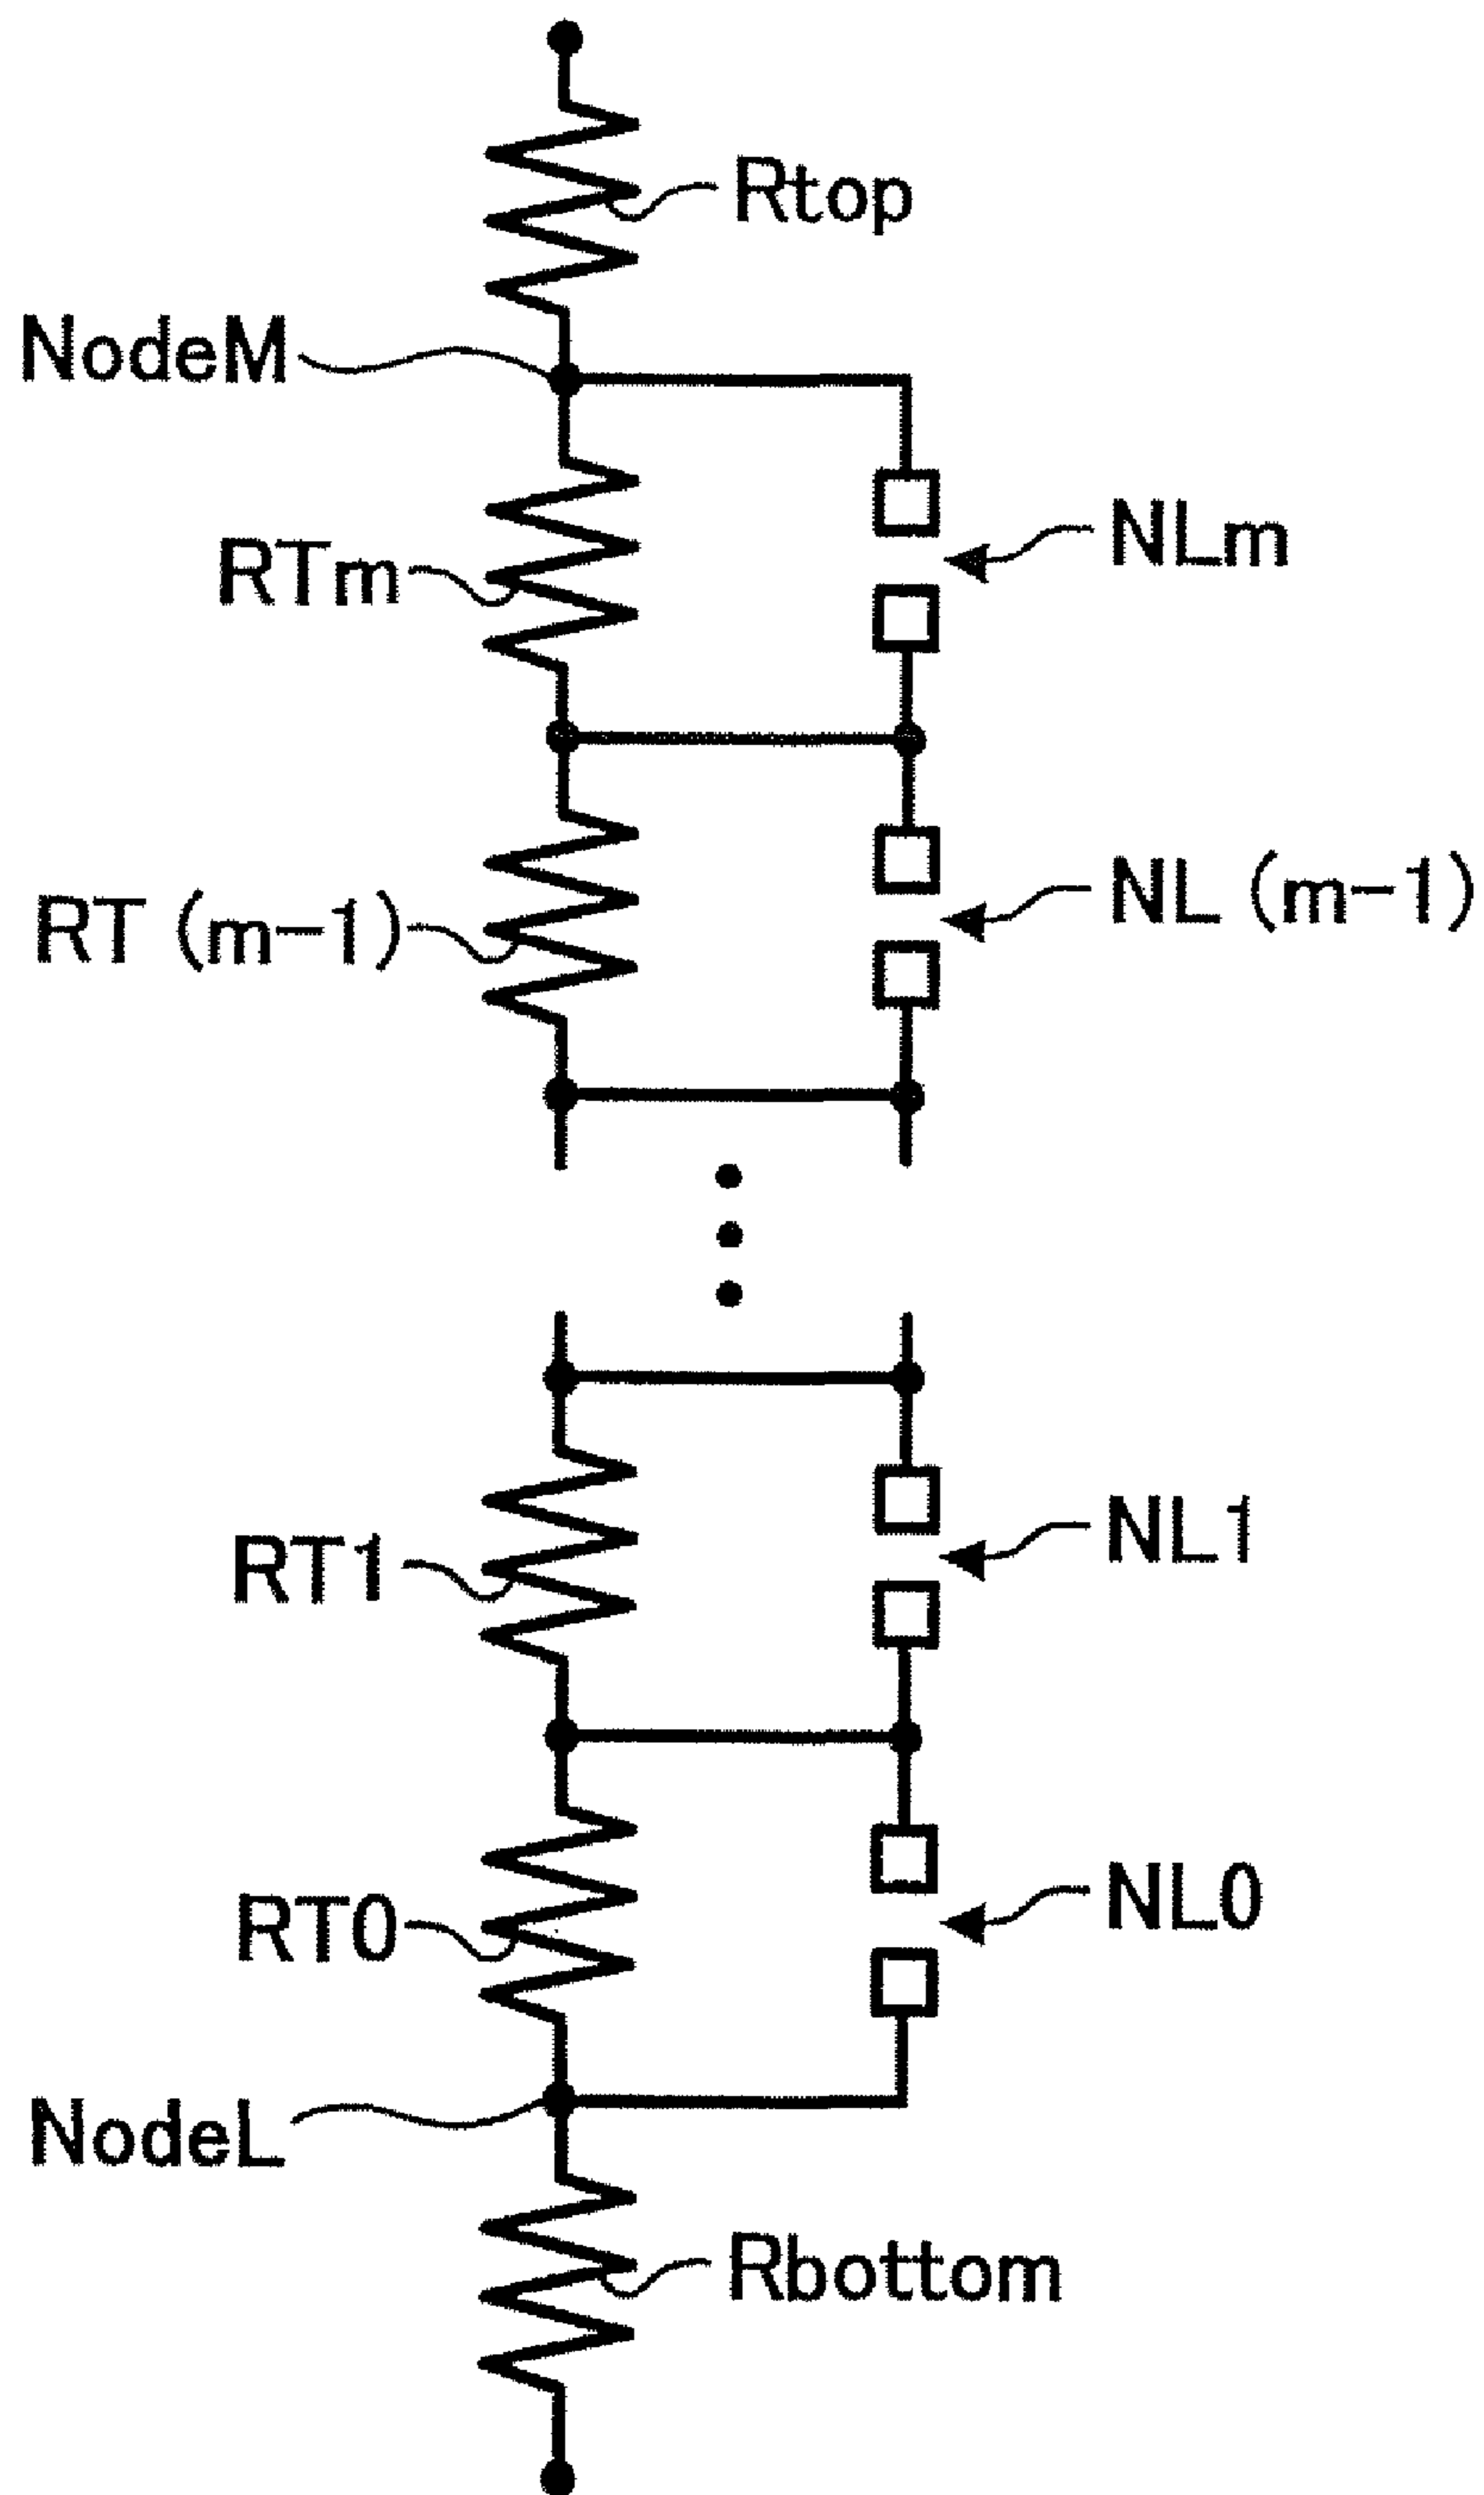 Rtop
NodeM
NLm
RTm
NL (m-1)
RT (m-1)
NL1
RT1
NL0
RT0
NodeL
Rbottom